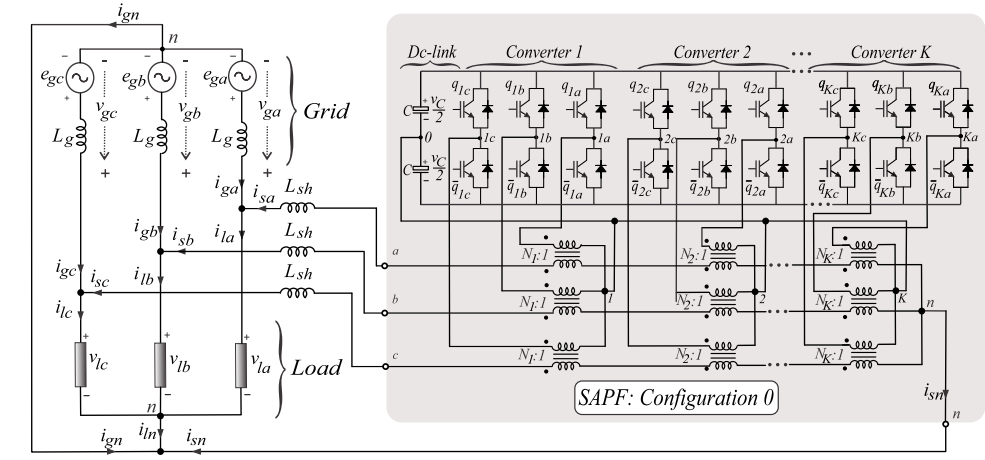 i_gn
n
Dc-link
Converter 1
Converter 2
Converter K
e_gc
e_gb
e_ga
v_gc
v_gb
v_ga
Grid
L_g
L_g
L_g
C
v_C/2
0
C
v_C/2
q_1c
q_1b
q_1a
q_2c
q_2b
q_2a
q_Kc
q_Kb
q_Ka
1c
1b
1a
2c
2b
2a
Kc
Kb
Ka
q̅_1c
q̅_1b
q̅_1a
q̅_2c
q̅_2b
q̅_2a
q̅_Kc
q̅_Kb
q̅_Ka
i_ga
i_sa
L_sh
i_gb
i_sb
i_la
L_sh
i_gc
i_sc
i_lb
L_sh
i_lc
a
N_1:1
N_2:1
N_K:1
b
N_1:1
1
N_2:1
2
N_K:1
K
n
c
N_1:1
N_2:1
N_K:1
v_lc
v_lb
v_la
Load
SAPF: Configuration 0
i_sn
n
n
i_gn
i_ln
i_sn